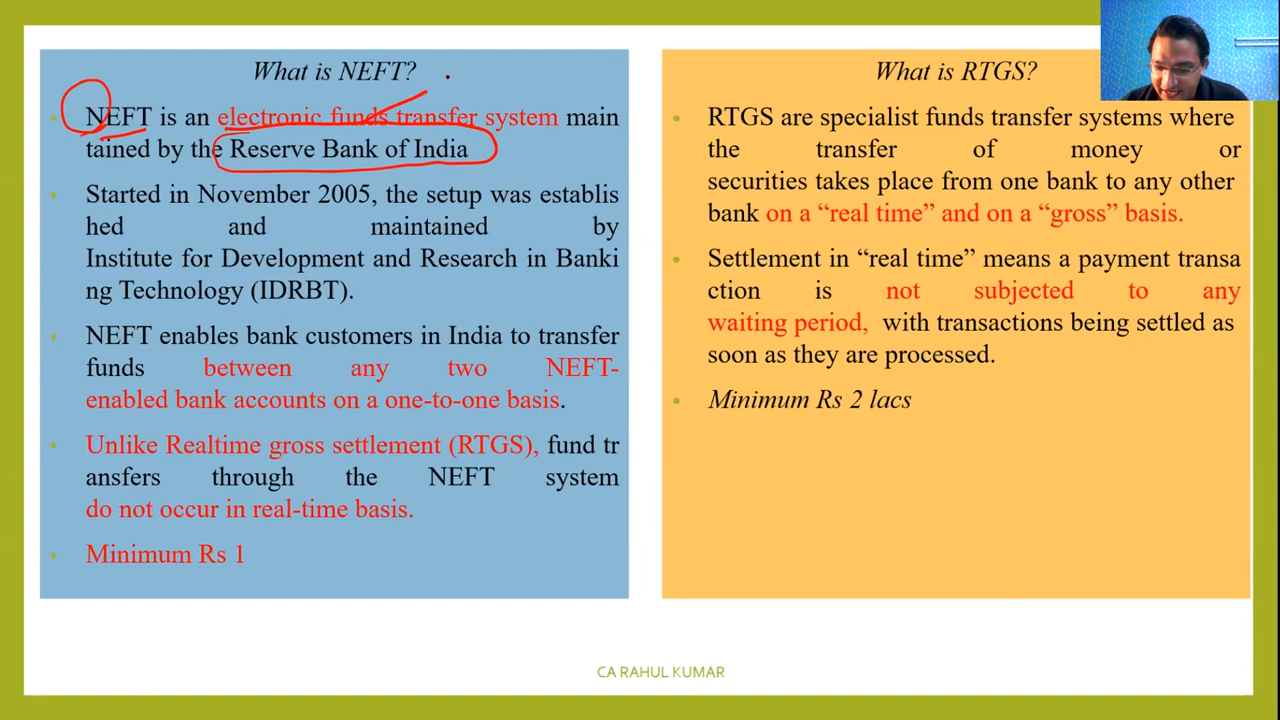 What is NEFT?
NEFT is an electronic funds transfer system main
tained by the Reserve Bank of India
Started in November 2005, the setup was establis
hed and maintained by
Institute for Development and Research in Banki
ng Technology (IDRBT).
NEFT enables bank customers in India to transfer
funds between any two NEFT-
enabled bank accounts on a one-to-one basis.
Unlike Realtime gross settlement (RTGS), fund tr
ansfers through the NEFT system
do not occur in real-time basis.
Minimum Rs 1
What is RTGS?
RTGS are specialist funds transfer systems where
the transfer of money or
securities takes place from one bank to any other
bank on a “real time” and on a “gross” basis.
Settlement in “real time” means a payment transa
ction is not subjected to any
waiting period, with transactions being settled as
soon as they are processed.
Minimum Rs 2 lacs
CA RAHUL KUMAR